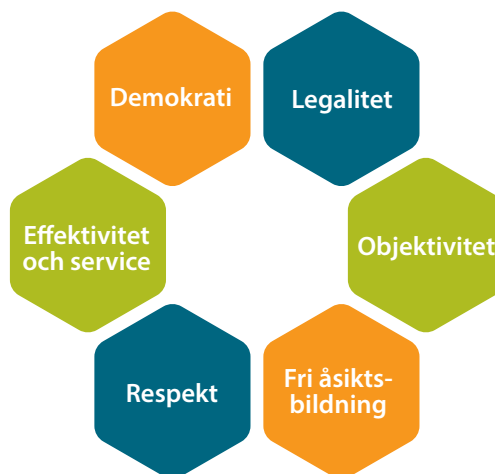 Demokrati
Legalitet
Effektivitet
och service
Objektivitet
Respekt
Fri åsikts-
bildning